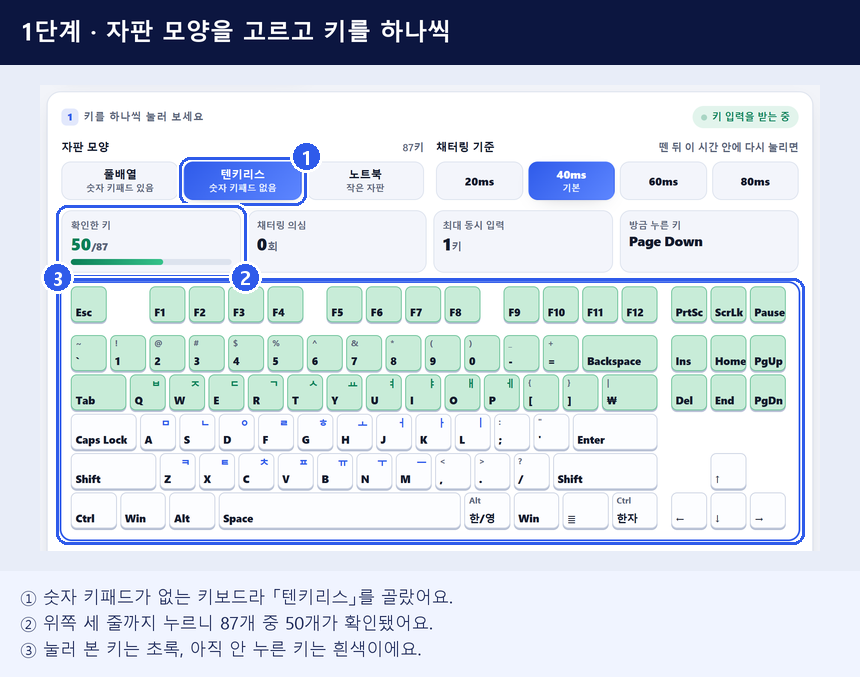 1단계 · 자판 모양을 고르고 키를 하나씩
1 키를 하나씩 눌러 보세요
키 입력을 받는 중
자판 모양 87키
채터링 기준 뗀 뒤 이 시간 안에 다시 눌리면
1
풀배열 텐키리스 노트북 20ms 40ms 60ms 80ms
숫자 키패드 있음 숫자 키패드 없음 작은 자판 기본
확인한 키 채터링 의심 최대 동시 입력 방금 누른 키
50/87 0회 1키 Page Down
3 2
Esc F1 F2 F3 F4 F5 F6 F7 F8 F9 F10 F11 F12 PrtSc ScrLk Pause
~ ! @ # $ % ^ & * ( ) _ +
` 1 2 3 4 5 6 7 8 9 0 - = Backspace Ins Home PgUp
ㅂ ㅈ ㄷ ㄱ ㅅ ㅛ ㅕ ㅑ ㅐ ㅔ { } |
Tab Q W E R T Y U I O P [ ] ₩ Del End PgDn
ㅁ ㄴ ㅇ ㄹ ㅎ ㅗ ㅓ ㅏ ㅣ : "
Caps Lock A S D F G H J K L ; ' Enter
ㅋ ㅌ ㅊ ㅍ ㅠ ㅜ ㅡ < > ?
Shift Z X C V B N M , . / Shift ↑
Alt Ctrl
Ctrl Win Alt Space 한/영 Win ≣ 한자 ← ↓ →
① 숫자 키패드가 없는 키보드라 「텐키리스」를 골랐어요.
② 위쪽 세 줄까지 누르니 87개 중 50개가 확인됐어요.
③ 눌러 본 키는 초록, 아직 안 누른 키는 흰색이에요.